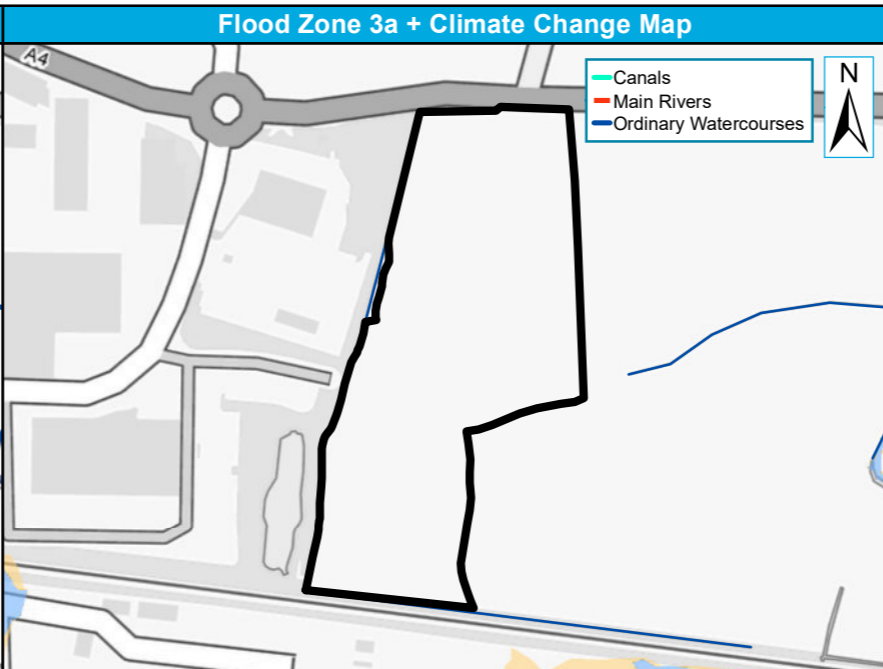 Flood Zone 3a + Climate Change Map
A4
Canals
Main Rivers
Ordinary Watercourses
N